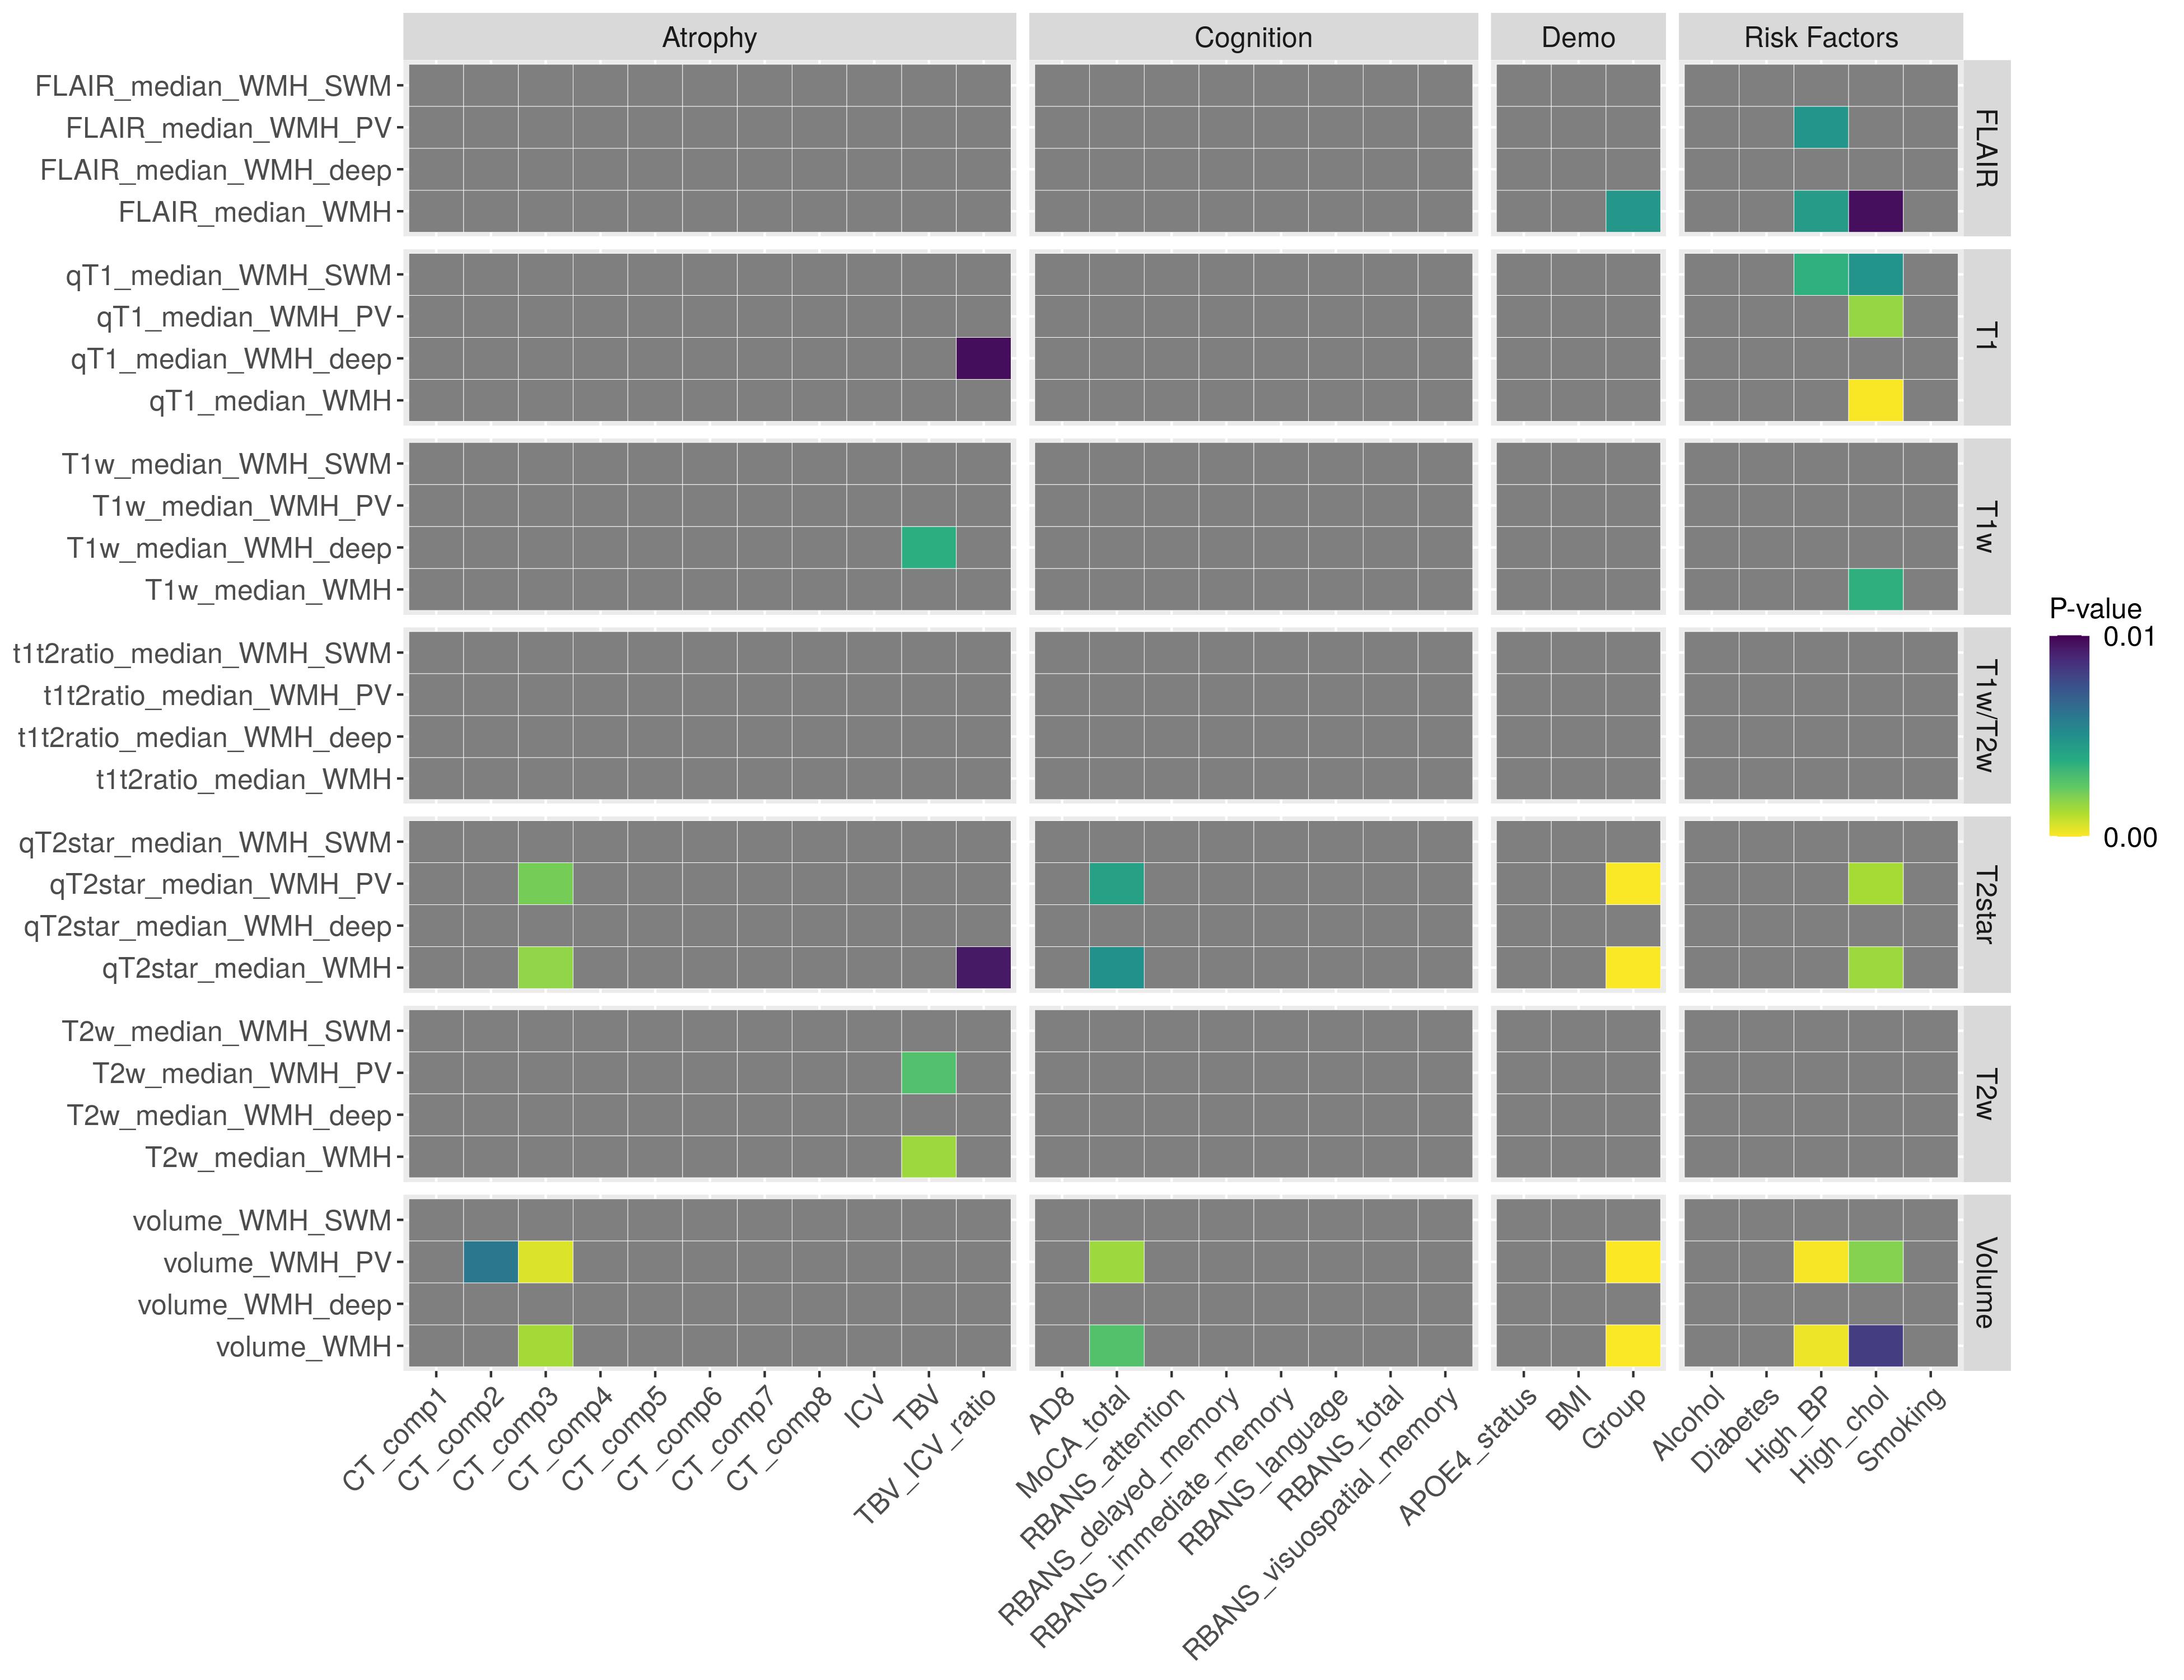 Atrophy
Cognition
Demo
Risk Factors
FLAIR_median_WMH_SWM
FLAIR_median_WMH_PV
FLAIR_median_WMH_deep
FLAIR_median_WMH
FLAIR
qT1_median_WMH_SWM
qT1_median_WMH_PV
qT1_median_WMH_deep
qT1_median_WMH
T1
T1w_median_WMH_SWM
T1w_median_WMH_PV
T1w_median_WMH_deep
T1w_median_WMH
T1w
t1t2ratio_median_WMH_SWM
t1t2ratio_median_WMH_PV
t1t2ratio_median_WMH_deep
t1t2ratio_median_WMH
T1w/T2w
qT2star_median_WMH_SWM
qT2star_median_WMH_PV
qT2star_median_WMH_deep
qT2star_median_WMH
T2star
T2w_median_WMH_SWM
T2w_median_WMH_PV
T2w_median_WMH_deep
T2w_median_WMH
T2w
volume_WMH_SWM
volume_WMH_PV
volume_WMH_deep
volume_WMH
Volume
CT_comp1
CT_comp2
CT_comp3
CT_comp4
CT_comp5
CT_comp6
CT_comp7
CT_comp8
ICV
TBV
TBV_ICV_ratio
AD8
MoCA_total
RBANS_attention
RBANS_delayed_memory
RBANS_immediate_memory
RBANS_language
RBANS_total
RBANS_visuospatial_memory
APOE4_status
BMI
Group
Alcohol
Diabetes
High_BP
High_chol
Smoking
P-value
0.01
0.00